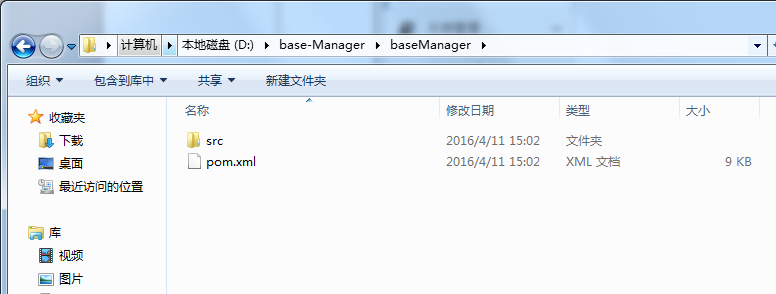 计算机 本地磁盘 (D:) base-Manager baseManager
组织 包含到库中 共享 新建文件夹
收藏夹
下载
桌面
最近访问的位置
库
视频
图片
名称 修改日期 类型 大小
src 2016/4/11 15:02 文件夹
pom.xml 2016/4/11 15:02 XML 文档 9 KB